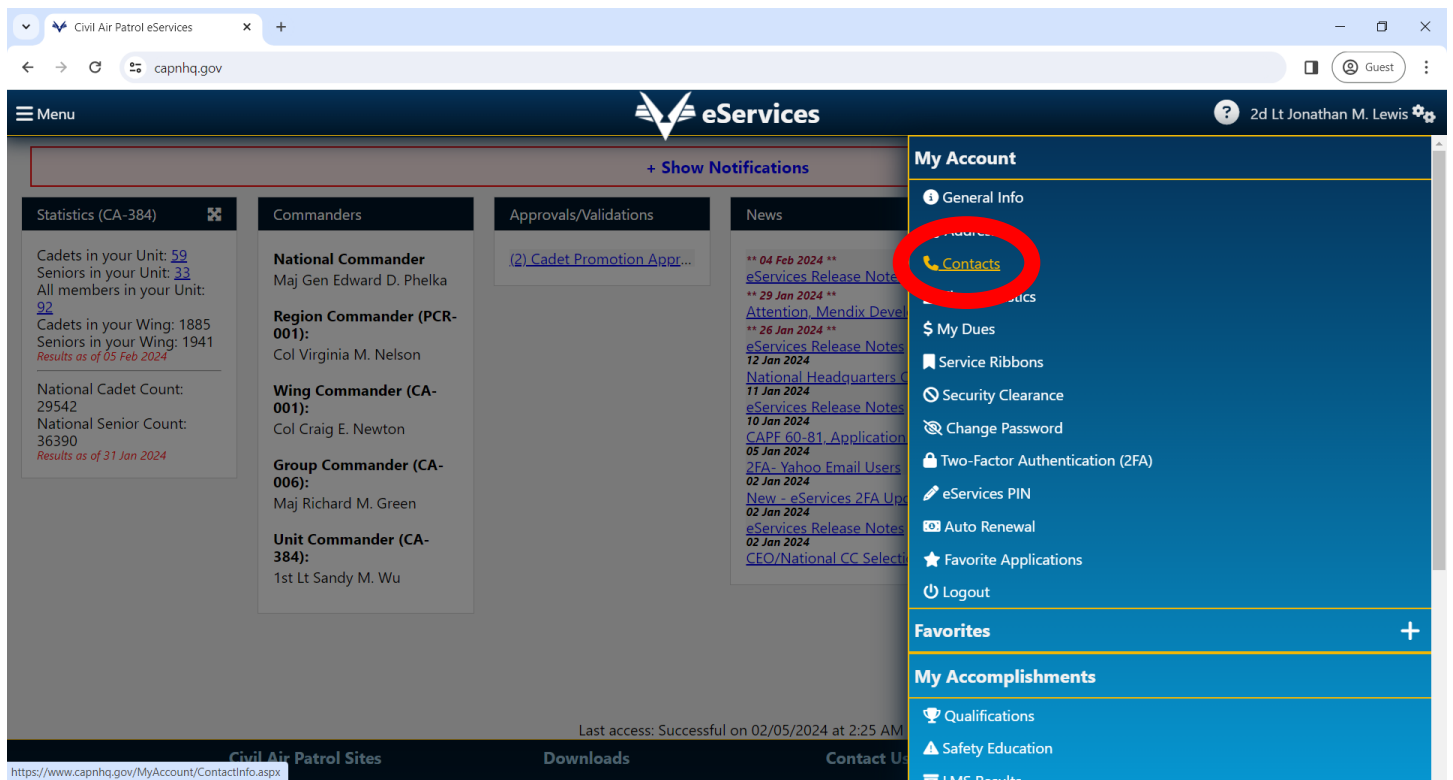 Civil Air Patrol eServices
capnhq.gov
Guest
Menu
eServices
2d Lt Jonathan M. Lewis
+ Show Notifications
Statistics (CA-384)
Cadets in your Unit: 59
Seniors in your Unit: 33
All members in your Unit:
92
Cadets in your Wing: 1885
Seniors in your Wing: 1941
Results as of 05 Feb 2024
National Cadet Count:
29542
National Senior Count:
36390
Results as of 31 Jan 2024
Commanders
National Commander
Maj Gen Edward D. Phelka
Region Commander (PCR-
001):
Col Virginia M. Nelson
Wing Commander (CA-
001):
Col Craig E. Newton
Group Commander (CA-
006):
Maj Richard M. Green
Unit Commander (CA-
384):
1st Lt Sandy M. Wu
Approvals/Validations
(2) Cadet Promotion Appr...
News
** 04 Feb 2024 **
eServices Release Note
** 29 Jan 2024 **
Attention, Mendix Devel
** 26 Jan 2024 **
eServices Release Notes
12 Jan 2024
National Headquarters
11 Jan 2024
eServices Release Notes
10 Jan 2024
CAPF 60-81, Application
05 Jan 2024
2FA- Yahoo Email Users
02 Jan 2024
New - eServices 2FA Upd
02 Jan 2024
eServices Release Notes
02 Jan 2024
CEO/National CC Selecti
My Account
General Info
Contacts
My Dues
Service Ribbons
Security Clearance
Change Password
Two-Factor Authentication (2FA)
eServices PIN
Auto Renewal
Favorite Applications
Logout
Favorites
My Accomplishments
Qualifications
Safety Education
LMS Results
Last access: Successful on 02/05/2024 at 2:25 AM
Civil Air Patrol Sites
Downloads
Contact Us
https://www.capnhq.gov/MyAccount/ContactInfo.aspx